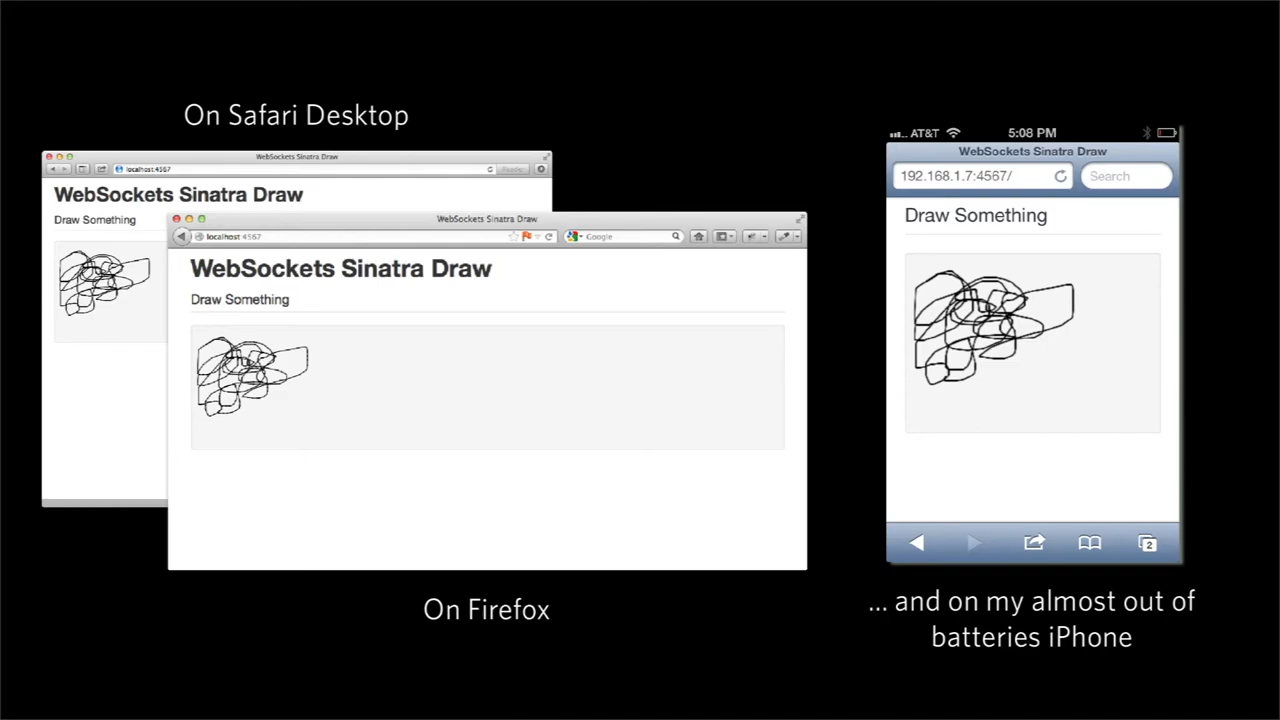 On Safari Desktop
WebSockets Sinatra Draw
localhost:4567
WebSockets Sinatra Draw
Draw Something
WebSockets Sinatra Draw
localhost:4567
Google
WebSockets Sinatra Draw
Draw Something
On Firefox
AT&T
5:08 PM
WebSockets Sinatra Draw
192.168.1.7:4567/
Search
Draw Something
2
... and on my almost out of
batteries iPhone